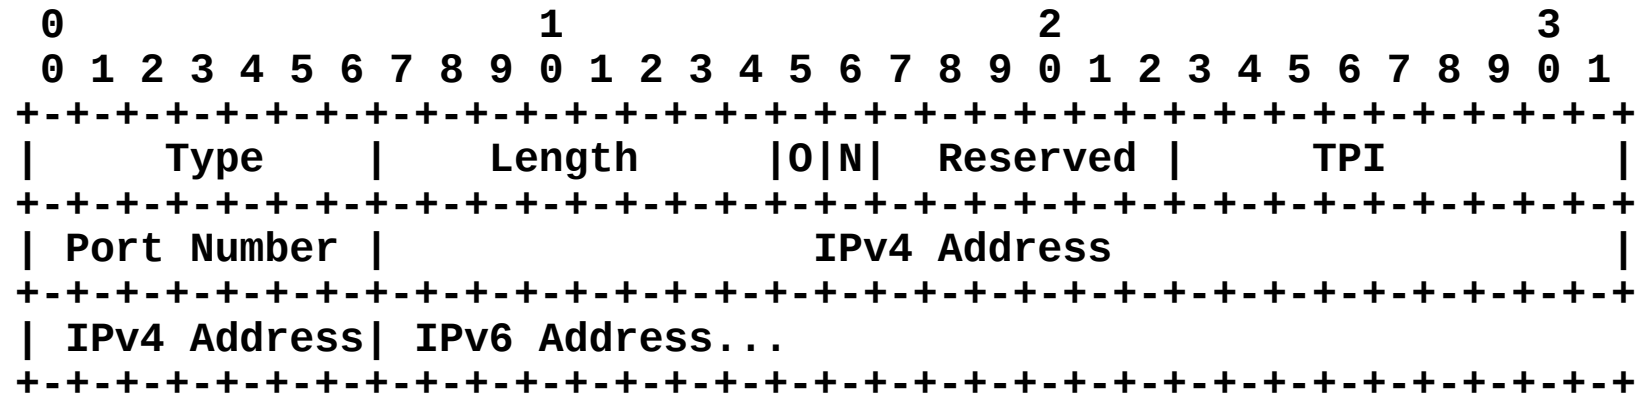 0                   1                   2                   3
 0 1 2 3 4 5 6 7 8 9 0 1 2 3 4 5 6 7 8 9 0 1 2 3 4 5 6 7 8 9 0 1
+-+-+-+-+-+-+-+-+-+-+-+-+-+-+-+-+-+-+-+-+-+-+-+-+-+-+-+-+-+-+-+-+
|     Type    |    Length     |O|N|  Reserved |     TPI         |
+-+-+-+-+-+-+-+-+-+-+-+-+-+-+-+-+-+-+-+-+-+-+-+-+-+-+-+-+-+-+-+-+
| Port Number |                 IPv4 Address                    |
+-+-+-+-+-+-+-+-+-+-+-+-+-+-+-+-+-+-+-+-+-+-+-+-+-+-+-+-+-+-+-+-+
| IPv4 Address| IPv6 Address...
+-+-+-+-+-+-+-+-+-+-+-+-+-+-+-+-+-+-+-+-+-+-+-+-+-+-+-+-+-+-+-+-+